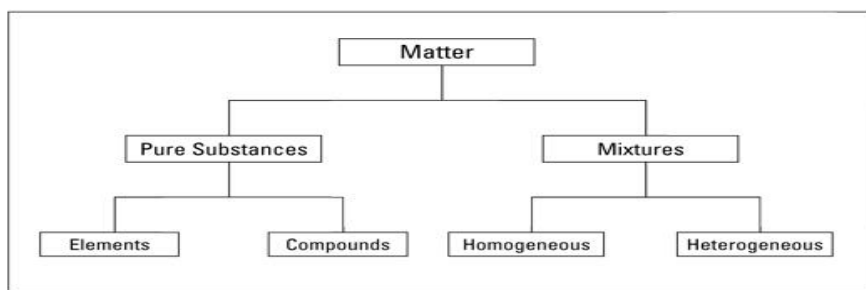 Matter
Pure Substances
Mixtures
Elements
Compounds
Homogeneous
Heterogeneous